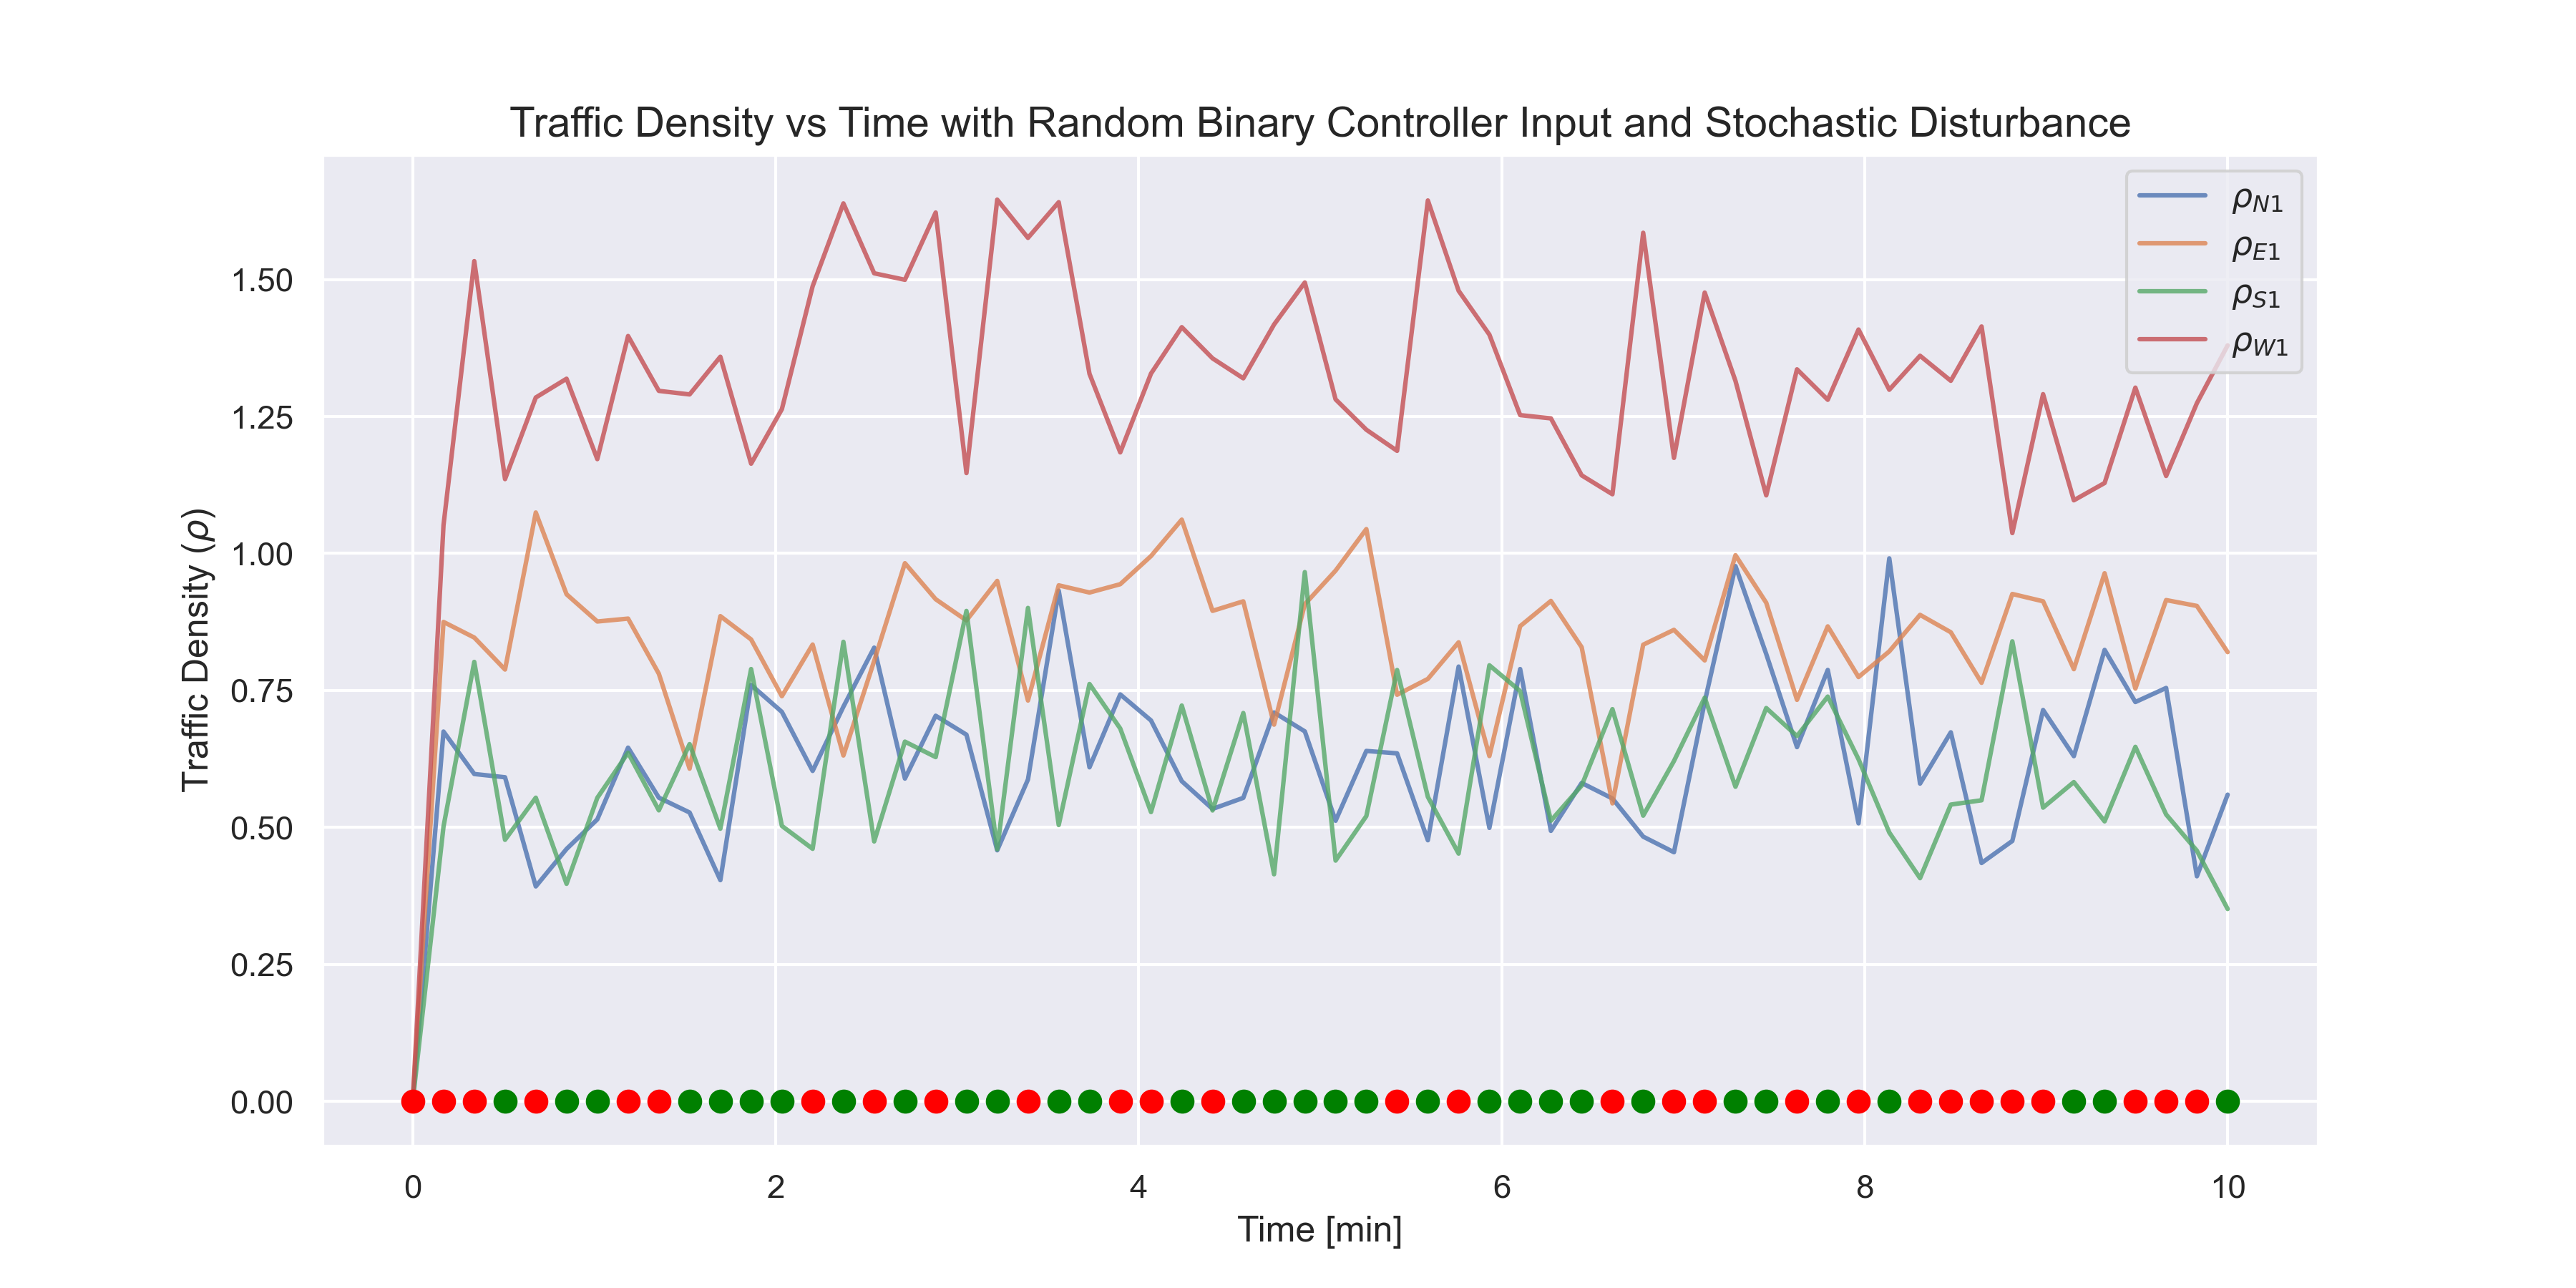 Traffic Density vs Time with Random Binary Controller Input and Stochastic Disturbance
ρN1
ρE1
ρS1
ρW1
Traffic Density (ρ)
1.50
1.25
1.00
0.75
0.50
0.25
0.00
0 2 4 6 8 10
Time [min]